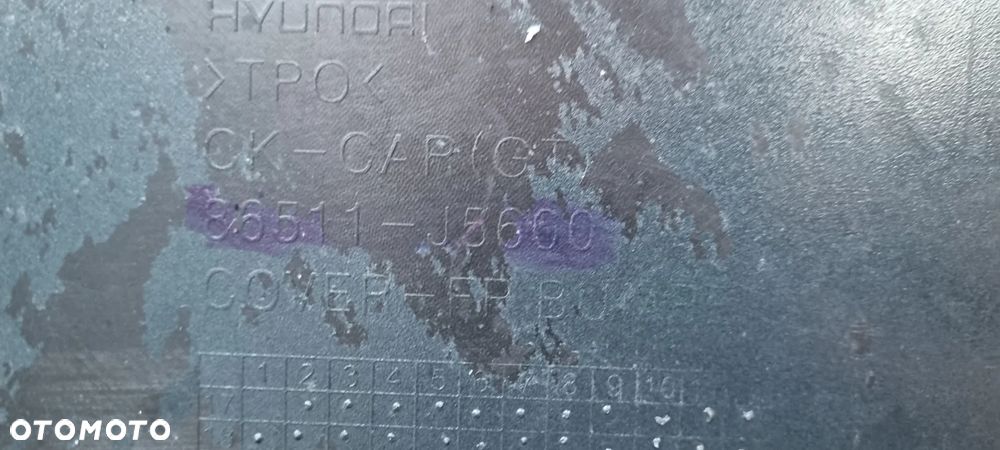 HYUNDAI
>TPO<
CK-CAP(GT)
86511-J5600
COVER-FR BU
1 2 3 4 5 6 7 8 9 10
OTOMOTO